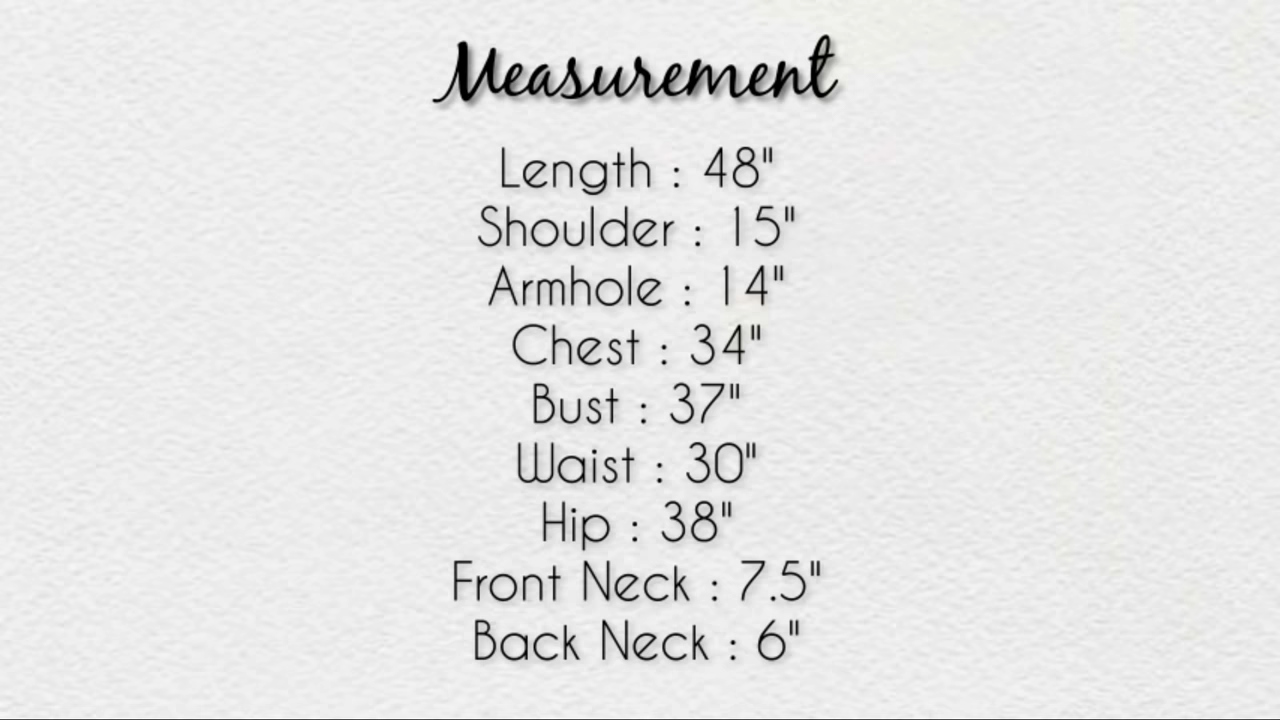 Measurement
Length : 48"
Shoulder : 15"
Armhole : 14"
Chest : 34"
Bust : 37"
Waist : 30"
Hip : 38"
Front Neck : 7.5"
Back Neck : 6"